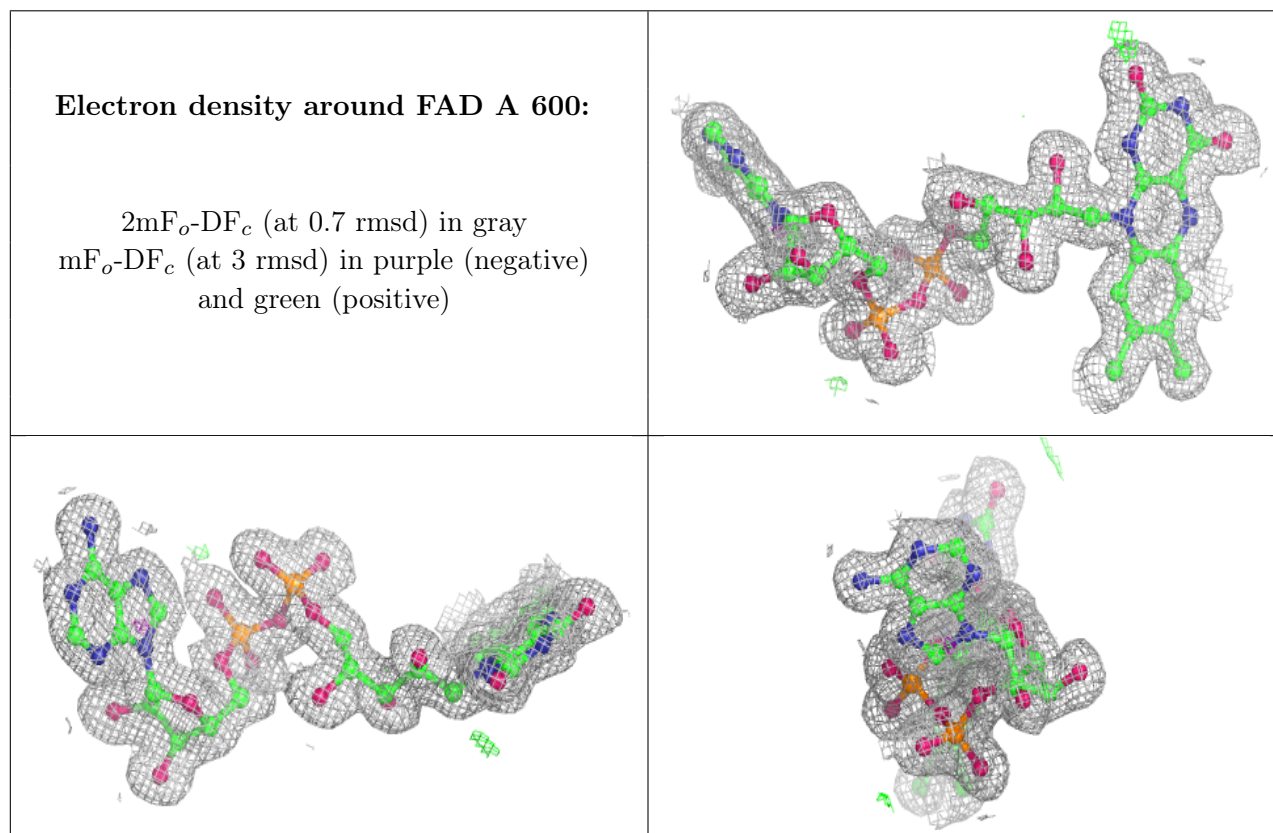 Electron density around FAD A 600:
2mFo-DFc (at 0.7 rmsd) in gray
mFo-DFc (at 3 rmsd) in purple (negative)
and green (positive)